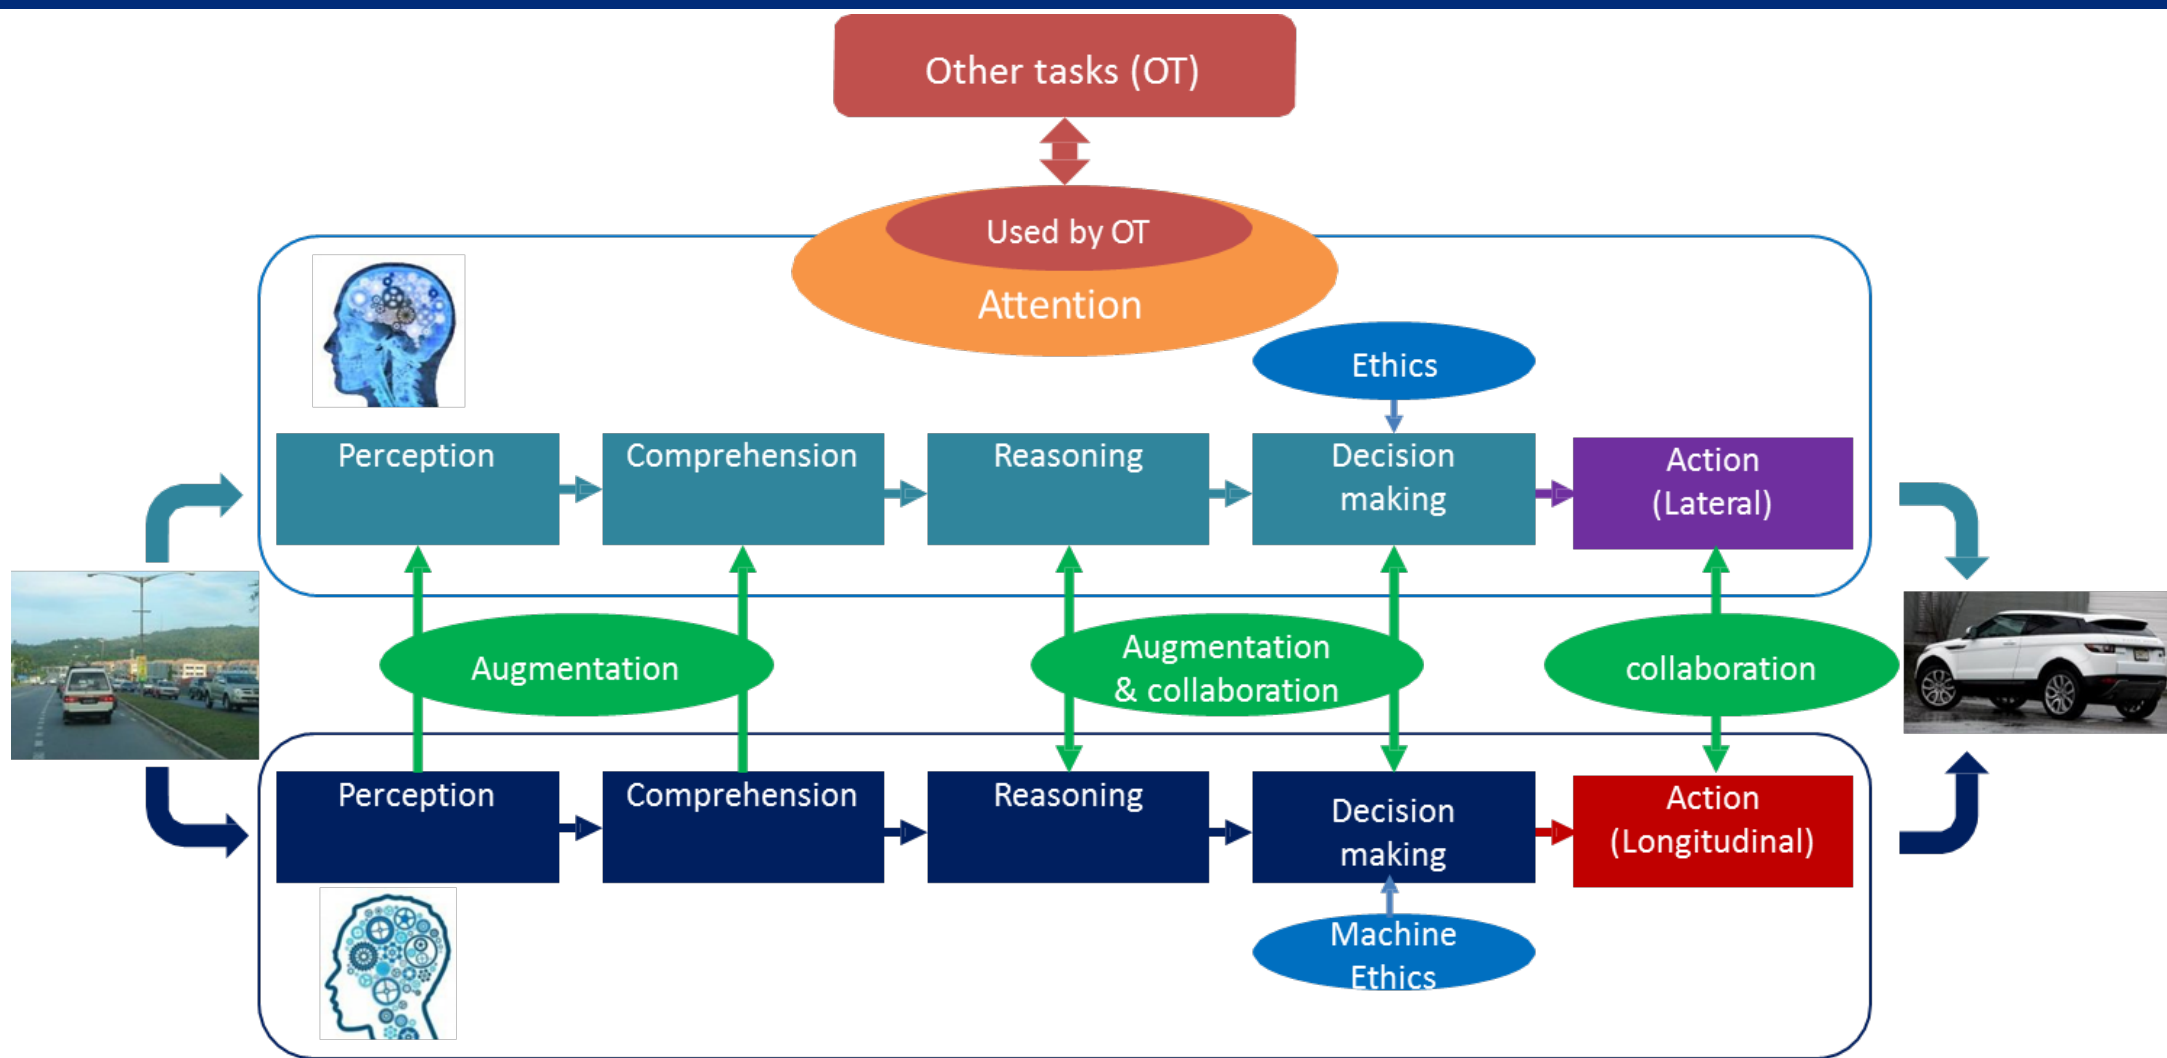 Other tasks (OT)
Used by OT
Attention
Ethics
Perception
Comprehension
Reasoning
Decision
making
Action
(Lateral)
Augmentation
Augmentation
& collaboration
collaboration
Perception
Comprehension
Reasoning
Decision
making
Action
(Longitudinal)
Machine
Ethics